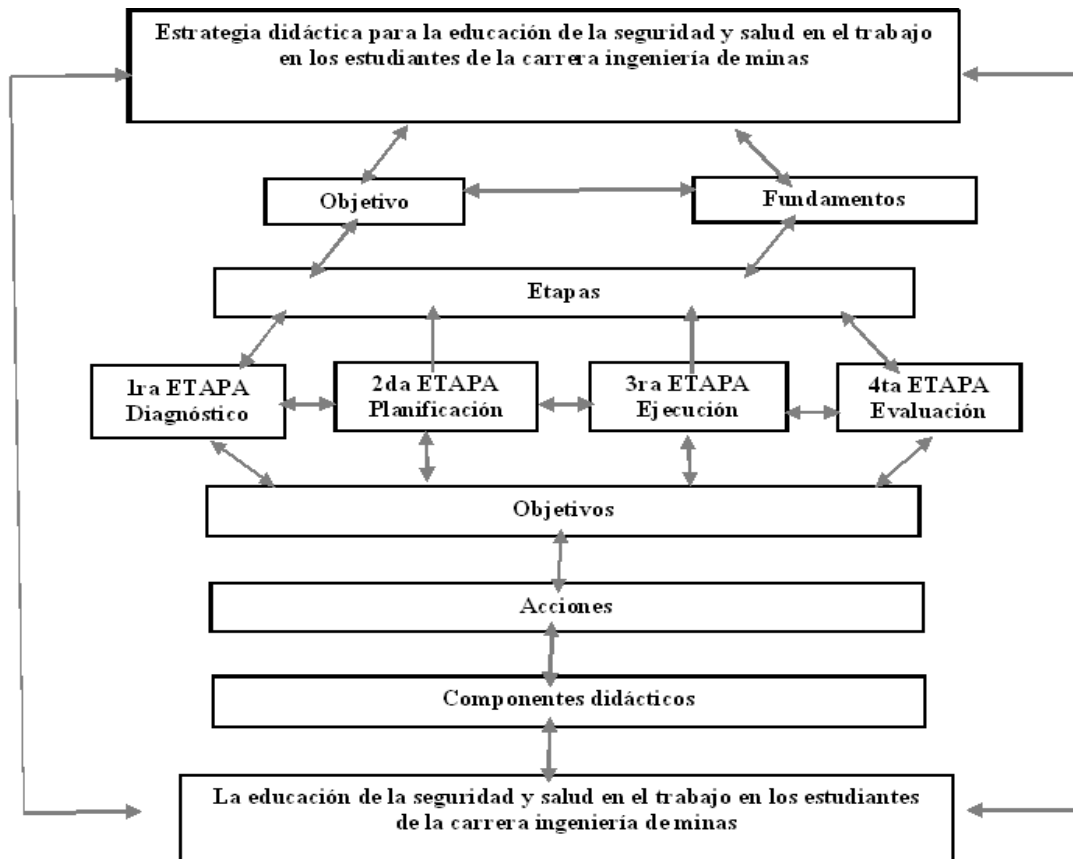 Estrategia didáctica para la educación de la seguridad y salud en el trabajo
en los estudiantes de la carrera ingeniería de minas
Objetivo
Fundamentos
Etapas
1ra ETAPA
Diagnóstico
2da ETAPA
Planificación
3ra ETAPA
Ejecución
4ta ETAPA
Evaluación
Objetivos
Acciones
Componentes didácticos
La educación de la seguridad y salud en el trabajo en los estudiantes
de la carrera ingeniería de minas